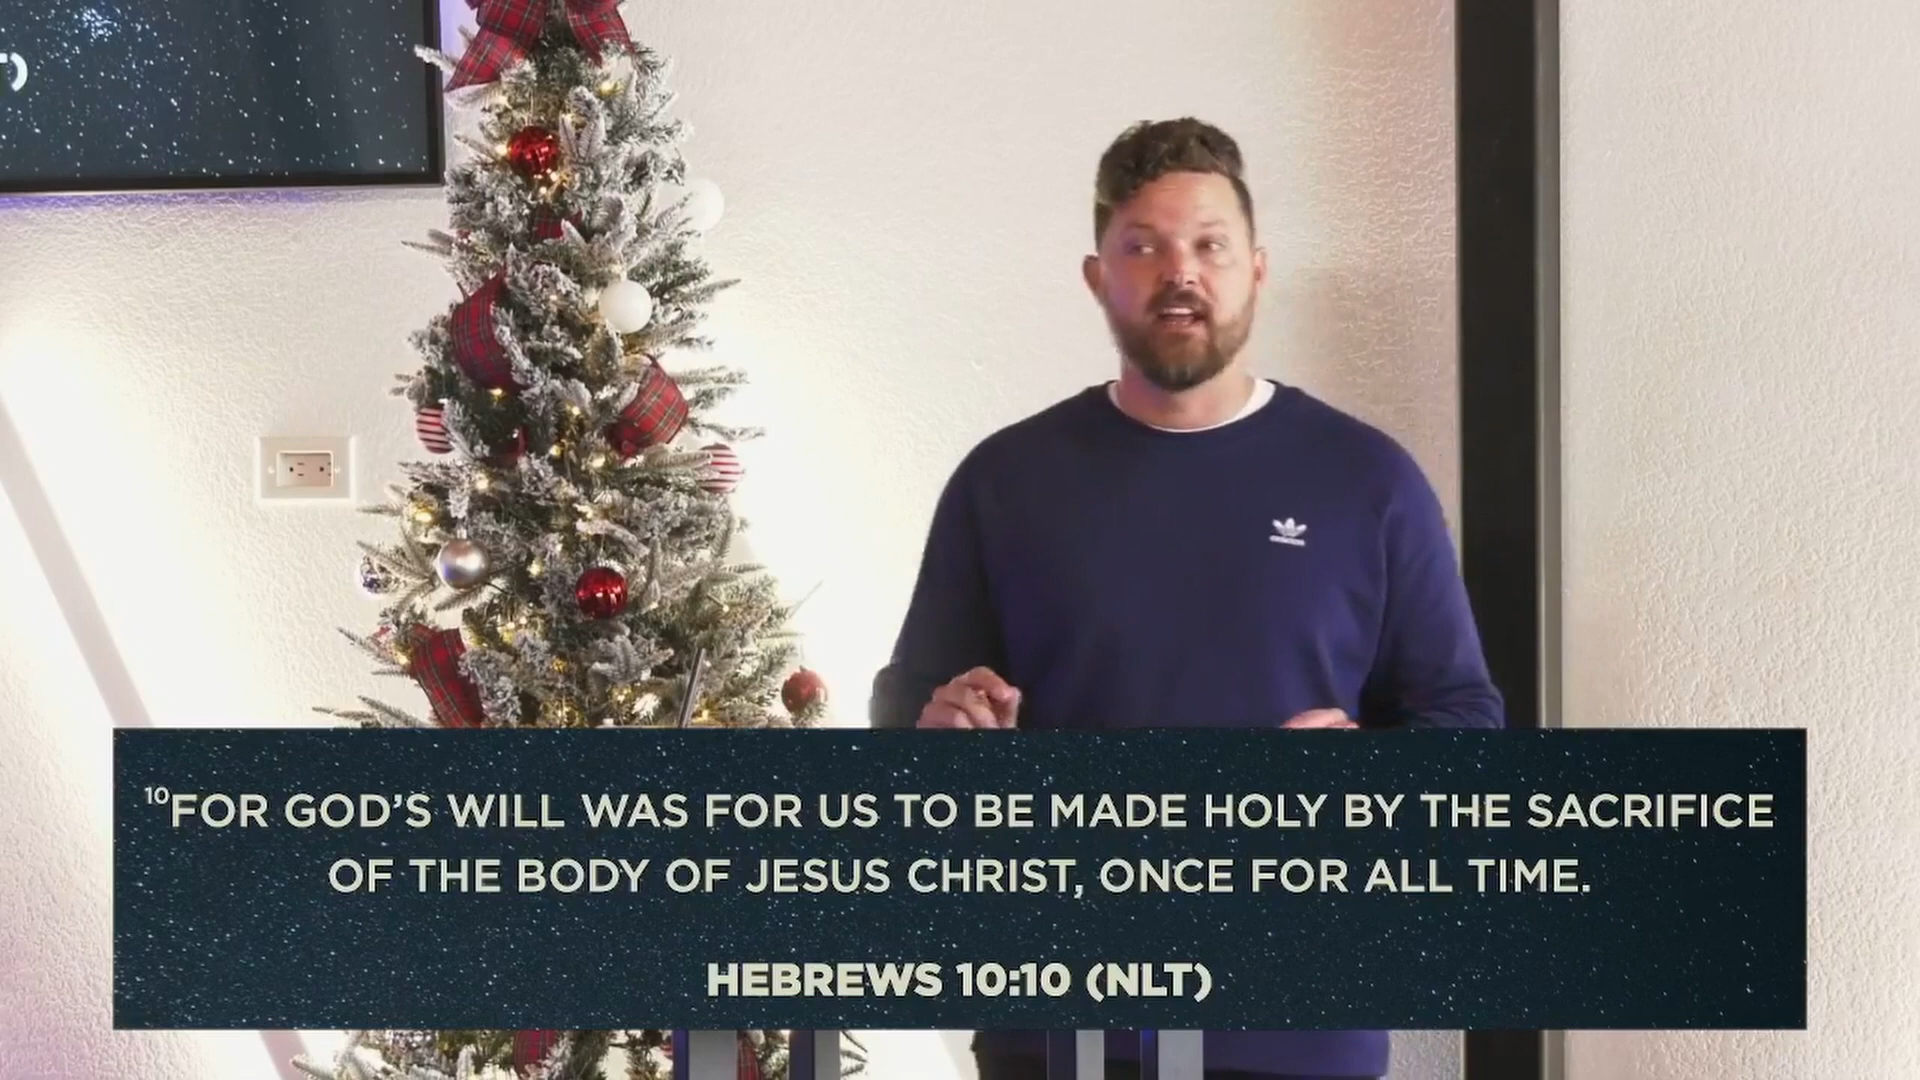 T)
¹⁰FOR GOD’S WILL WAS FOR US TO BE MADE HOLY BY THE SACRIFICE
OF THE BODY OF JESUS CHRIST, ONCE FOR ALL TIME.
HEBREWS 10:10 (NLT)